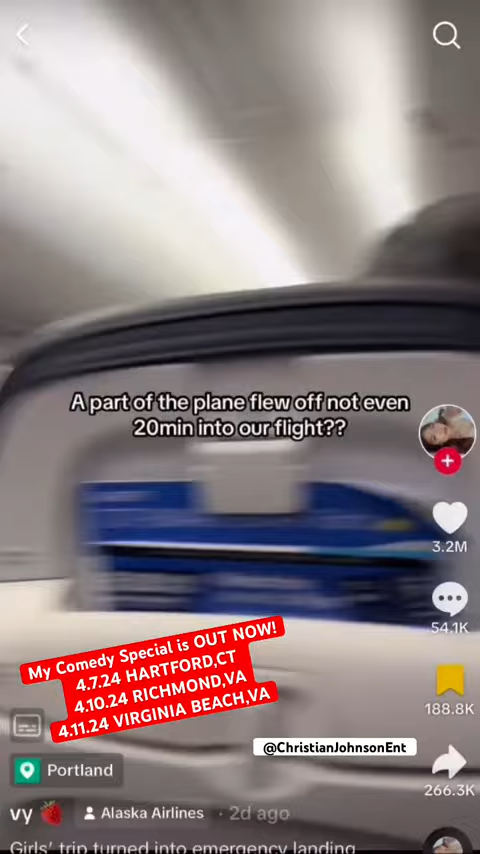 A part of the plane flew off not even
20min into our flight??
3.2M
54.1K
My Comedy Special is OUT NOW!
4.7.24 HARTFORD,CT
4.10.24 RICHMOND,VA
4.11.24 VIRGINIA BEACH,VA
188.8K
@ChristianJohnsonEnt
Portland
266.3K
vy 🍓 Alaska Airlines · 2d ago
Girls' trip turned into emergency landing